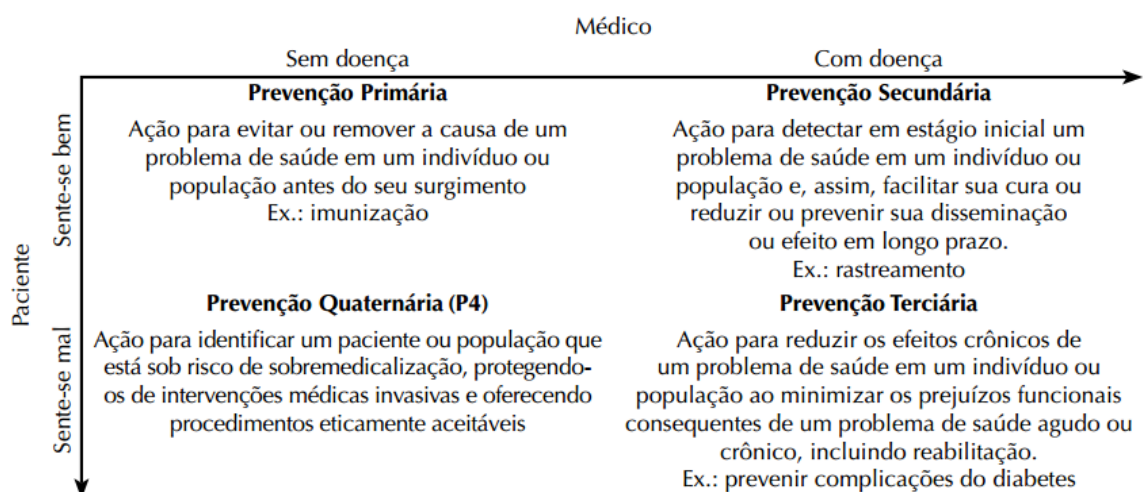 Médico
Sem doença
Com doença
Paciente
Sente-se bem
Prevenção Primária
Ação para evitar ou remover a causa de um
problema de saúde em um indivíduo ou
população antes do seu surgimento
Ex.: imunização
Prevenção Secundária
Ação para detectar em estágio inicial um
problema de saúde em um indivíduo ou
população e, assim, facilitar sua cura ou
reduzir ou prevenir sua disseminação
ou efeito em longo prazo.
Ex.: rastreamento
Sente-se mal
Prevenção Quaternária (P4)
Ação para identificar um paciente ou população que
está sob risco de sobremedicalização, protegendo-
os de intervenções médicas invasivas e oferecendo
procedimentos eticamente aceitáveis
Prevenção Terciária
Ação para reduzir os efeitos crônicos de
um problema de saúde em um indivíduo ou
população ao minimizar os prejuízos funcionais
consequentes de um problema de saúde agudo ou
crônico, incluindo reabilitação.
Ex.: prevenir complicações do diabetes